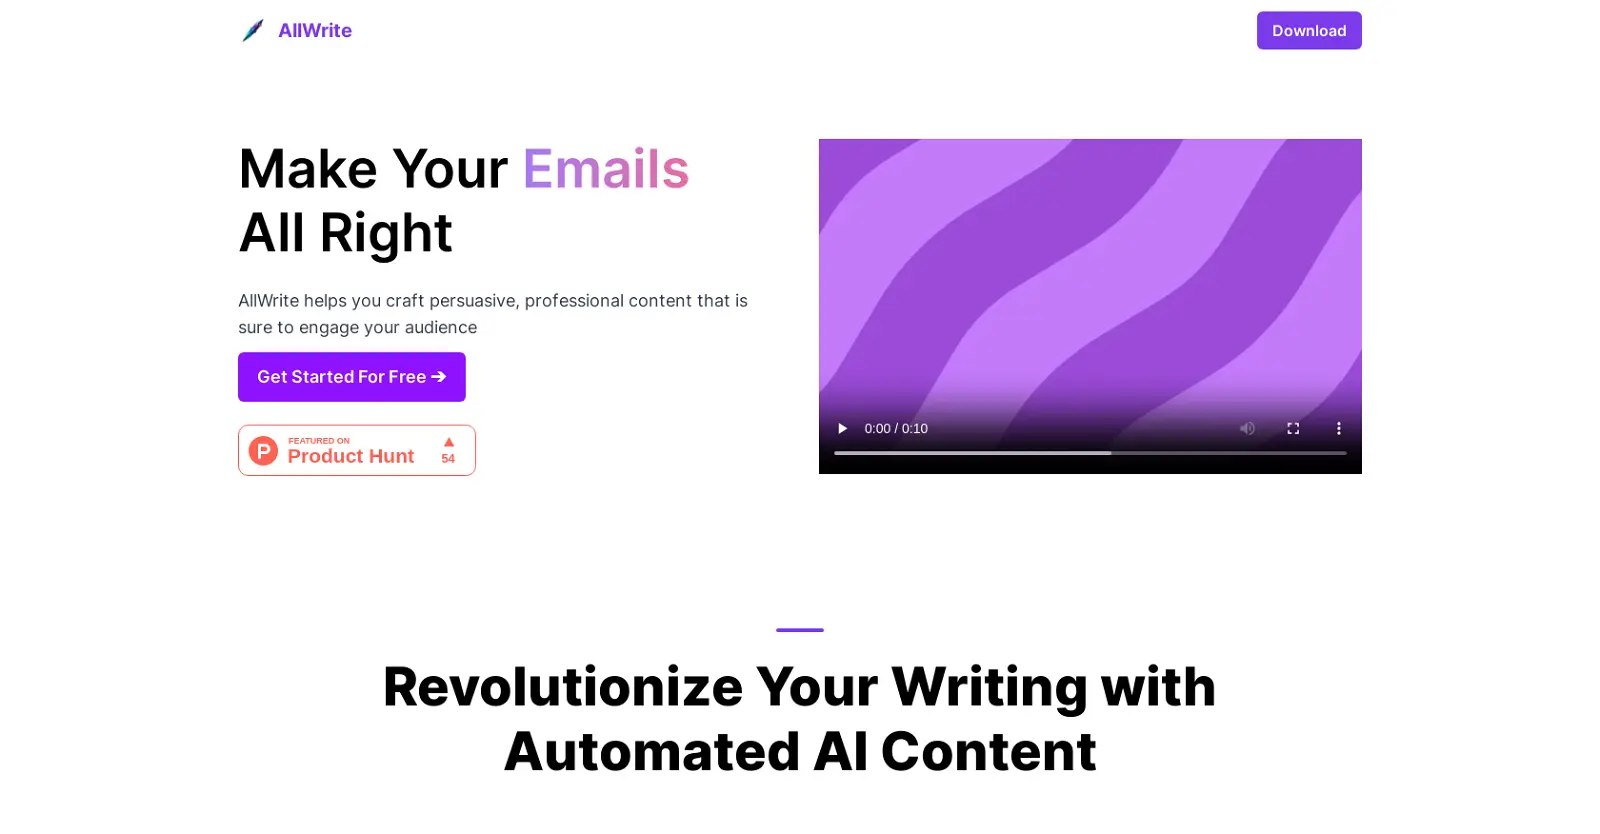 AllWrite
Download
Make Your Emails
All Right
AllWrite helps you craft persuasive, professional content that is
sure to engage your audience
Get Started For Free ➔
FEATURED ON
Product Hunt
▲
54
0:00 / 0:10
Revolutionize Your Writing with
Automated AI Content